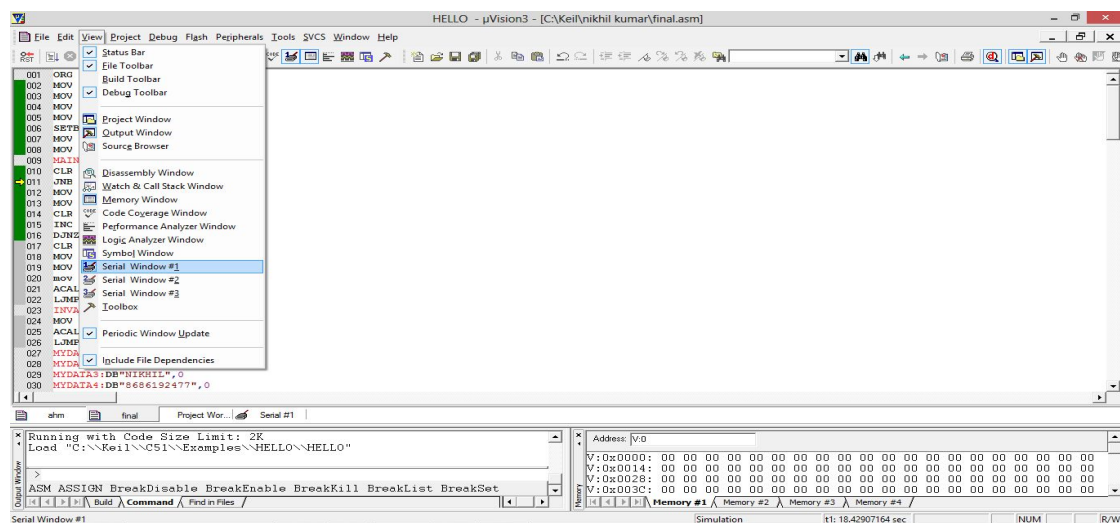 HELLO - µVision3 - [C:\Keil\nikhil kumar\final.asm]
File Edit View Project Debug Flash Peripherals Tools SVCS Window Help
Status Bar
File Toolbar
Build Toolbar
Debug Toolbar
Project Window
Output Window
Source Browser
Disassembly Window
Watch & Call Stack Window
Memory Window
Code Coverage Window
Performance Analyzer Window
Logic Analyzer Window
Symbol Window
Serial Window #1
Serial Window #2
Serial Window #3
Toolbox
Periodic Window Update
Include File Dependencies
001 ORG
002 MOV
003 MOV
004 MOV
005 MOV
006 SETB
007 MOV
008 MOV
009 MAIN
010 CLR
011 JNB
012 MOV
013 MOV
014 CLR
015 INC
016 DJNZ
017 CLR
018 MOV
019 MOV
020 mov
021 ACAL
022 LJMP
023 INVA
024 MOV
025 ACAL
026 LJMP
027 MYDA
028 MYDA
029 MYDATA3:DB"NIKHIL",0
030 MYDATA4:DB"8686192477",0
ahm final Project Wor... Serial #1
Running with Code Size Limit: 2K
Load "C:\\Keil\\C51\\Examples\\HELLO\\HELLO"
>
ASM ASSIGN BreakDisable BreakEnable BreakKill BreakList BreakSet
Build Command Find in Files
Output Window
Address: V:0
V:0x0000: 00 00 00 00 00 00 00 00 00 00 00 00 00 00 00 00 00 00 00 00
V:0x0014: 00 00 00 00 00 00 00 00 00 00 00 00 00 00 00 00 00 00 00 00
V:0x0028: 00 00 00 00 00 00 00 00 00 00 00 00 00 00 00 00 00 00 00 00
V:0x003C: 00 00 00 00 00 00 00 00 00 00 00 00 00 00 00 00 00 00 00 00
Memory #1 Memory #2 Memory #3 Memory #4
Memory
Serial Window #1 Simulation t1: 18.42907164 sec NUM R/W